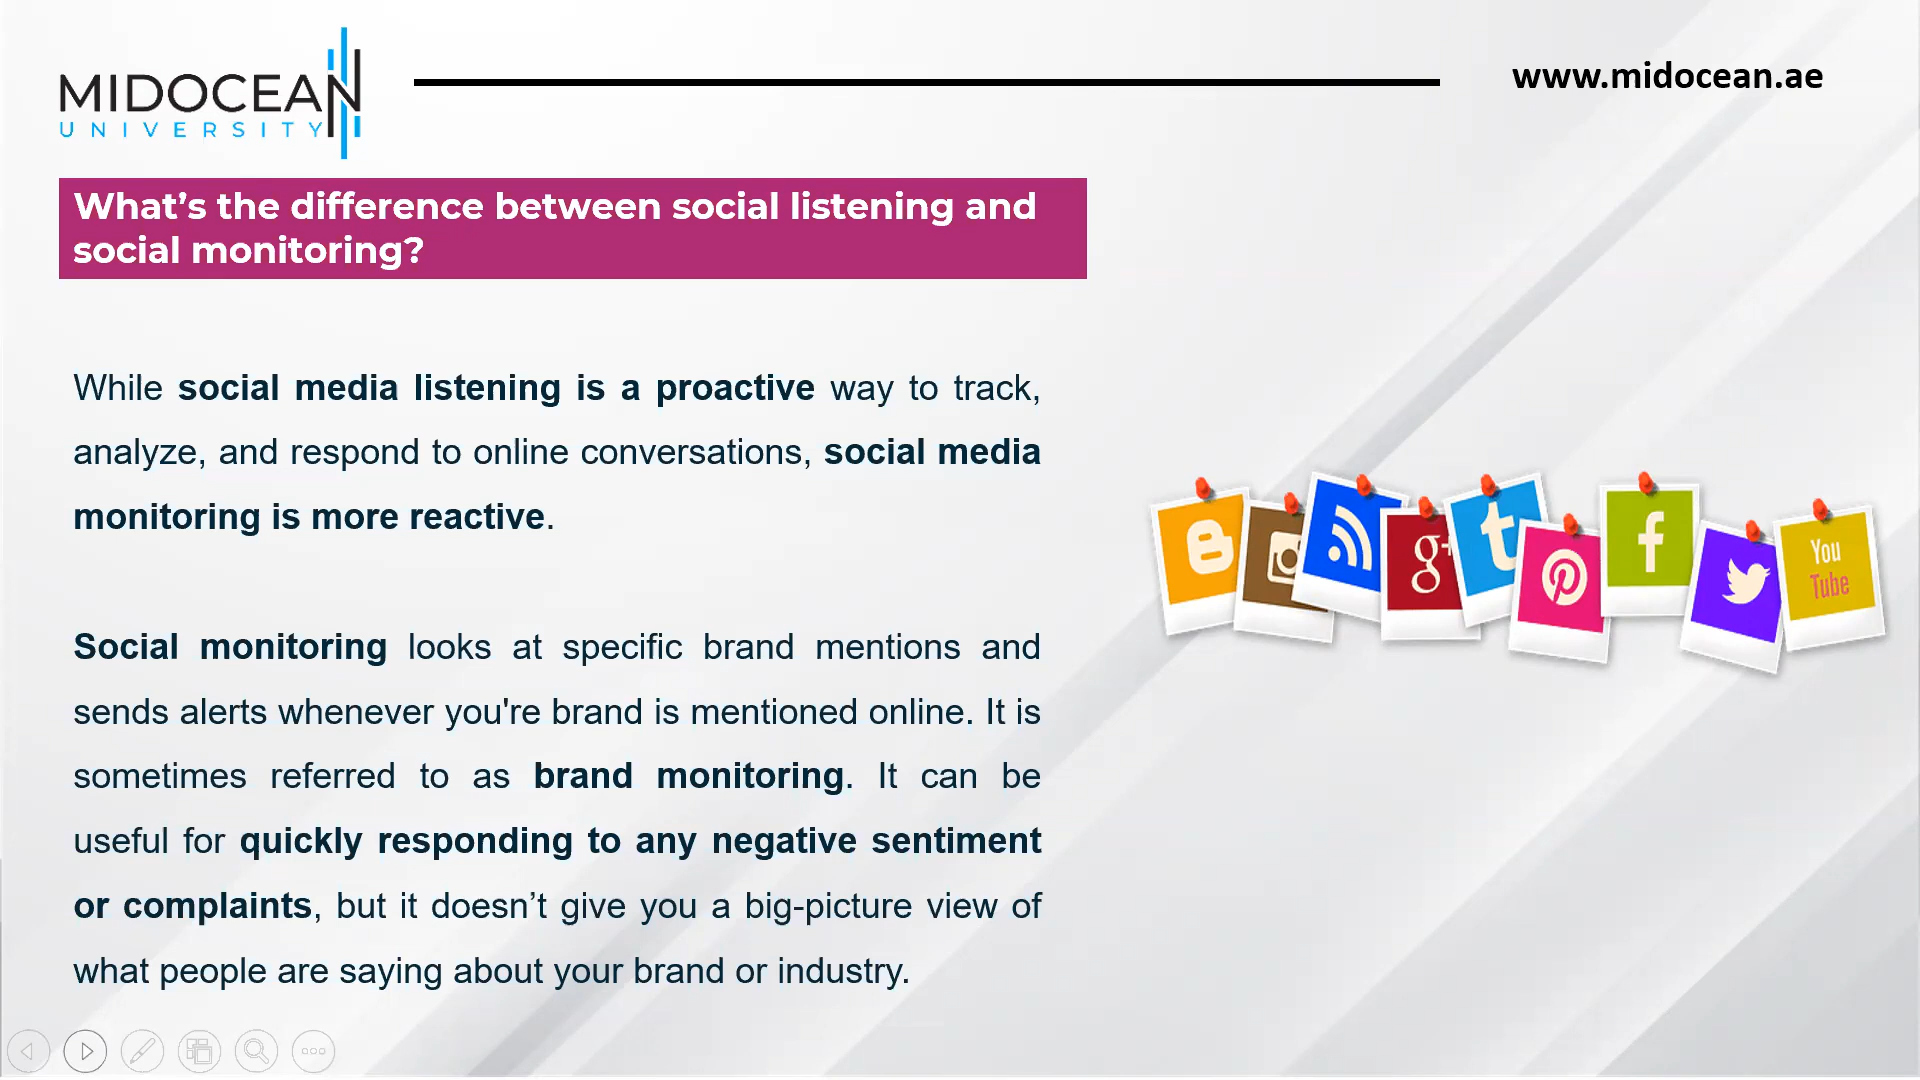 MIDOCEAN
UNIVERSITY
www.midocean.ae
What’s the difference between social listening and
social monitoring?
While social media listening is a proactive way to track,
analyze, and respond to online conversations, social media
monitoring is more reactive.
Social monitoring looks at specific brand mentions and
sends alerts whenever you're brand is mentioned online. It is
sometimes referred to as brand monitoring. It can be
useful for quickly responding to any negative sentiment
or complaints, but it doesn’t give you a big-picture view of
what people are saying about your brand or industry.
g+
t
f
You
Tube